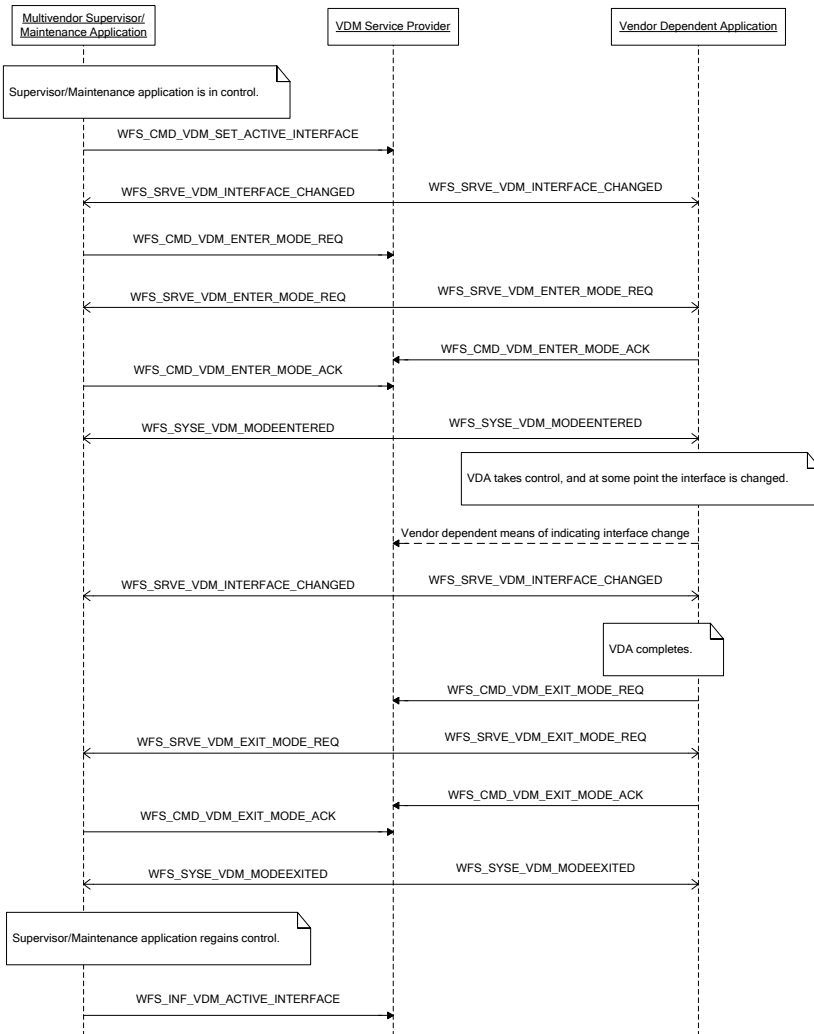 Multivendor Supervisor/
Maintenance Application
VDM Service Provider
Vendor Dependent Application
Supervisor/Maintenance application is in control.
WFS_CMD_VDM_SET_ACTIVE_INTERFACE
WFS_SRVE_VDM_INTERFACE_CHANGED
WFS_SRVE_VDM_INTERFACE_CHANGED
WFS_CMD_VDM_ENTER_MODE_REQ
WFS_SRVE_VDM_ENTER_MODE_REQ
WFS_SRVE_VDM_ENTER_MODE_REQ
WFS_CMD_VDM_ENTER_MODE_ACK
WFS_CMD_VDM_ENTER_MODE_ACK
WFS_SYSE_VDM_MODEENTERED
WFS_SYSE_VDM_MODEENTERED
VDA takes control, and at some point the interface is changed.
Vendor dependent means of indicating interface change
WFS_SRVE_VDM_INTERFACE_CHANGED
WFS_SRVE_VDM_INTERFACE_CHANGED
VDA completes.
WFS_CMD_VDM_EXIT_MODE_REQ
WFS_SRVE_VDM_EXIT_MODE_REQ
WFS_SRVE_VDM_EXIT_MODE_REQ
WFS_CMD_VDM_EXIT_MODE_ACK
WFS_CMD_VDM_EXIT_MODE_ACK
WFS_SYSE_VDM_MODEEXITED
WFS_SYSE_VDM_MODEEXITED
Supervisor/Maintenance application regains control.
WFS_INF_VDM_ACTIVE_INTERFACE